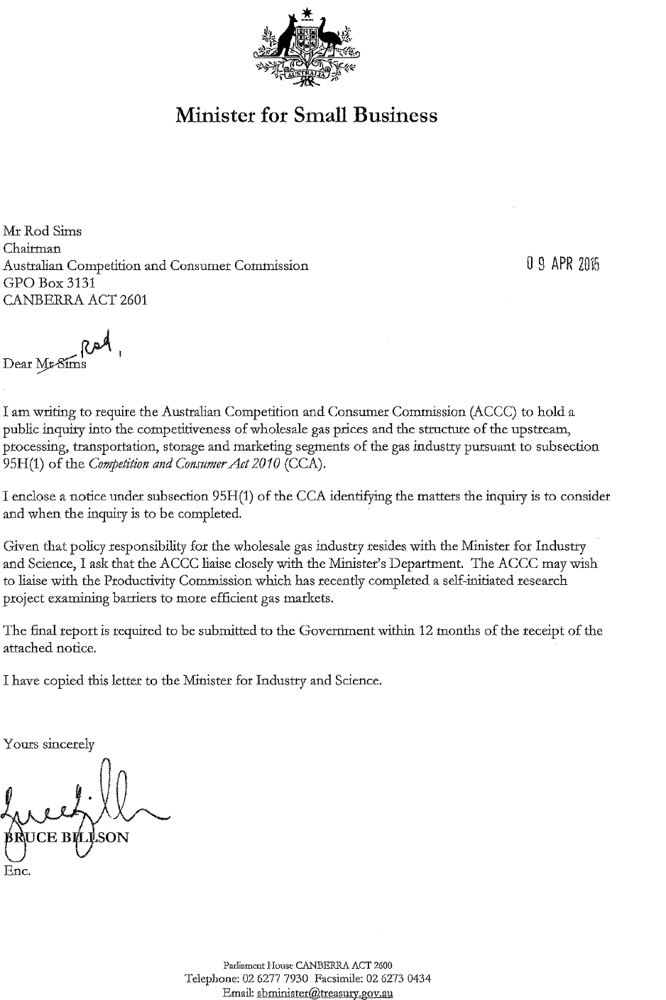 AUSTRALIA
Minister for Small Business
Mr Rod Sims
Chairman
Australian Competition and Consumer Commission
GPO Box 3131
CANBERRA ACT 2601
09 APR 2015
Rod,
Dear Mr Sims
I am writing to require the Australian Competition and Consumer Commission (ACCC) to hold a
public inquiry into the competitiveness of wholesale gas prices and the structure of the upstream,
processing, transportation, storage and marketing segments of the gas industry pursuant to subsection
95H(1) of the Competition and Consumer Act 2010 (CCA).
I enclose a notice under subsection 95H(1) of the CCA identifying the matters the inquiry is to consider
and when the inquiry is to be completed.
Given that policy responsibility for the wholesale gas industry resides with the Minister for Industry
and Science, I ask that the ACCC liaise closely with the Minister's Department. The ACCC may wish
to liaise with the Productivity Commission which has recently completed a self-initiated research
project examining barriers to more efficient gas markets.
The final report is required to be submitted to the Government within 12 months of the receipt of the
attached notice.
I have copied this letter to the Minister for Industry and Science.
Yours sincerely
BRUCE BILLSON
Enc.
Parliament House CANBERRA ACT 2600
Telephone: 02 6277 7930 Facsimile: 02 6273 0434
Email: sbminister@treasury.gov.au